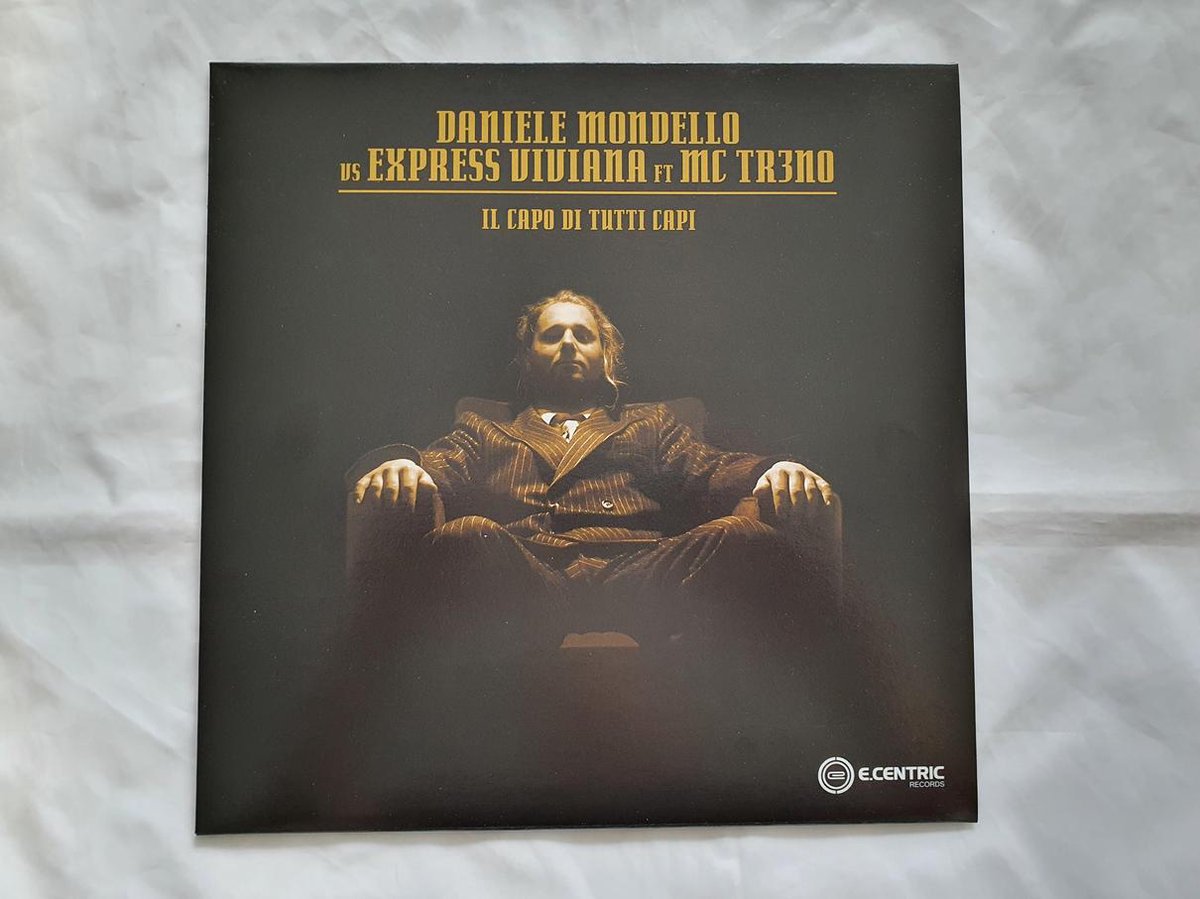 DANIELE MONDELLO
VS EXPRESS VIVIANA FT MC TR3NO
IL CAPO DI TUTTI CAPI
e E.CENTRIC
RECORDS